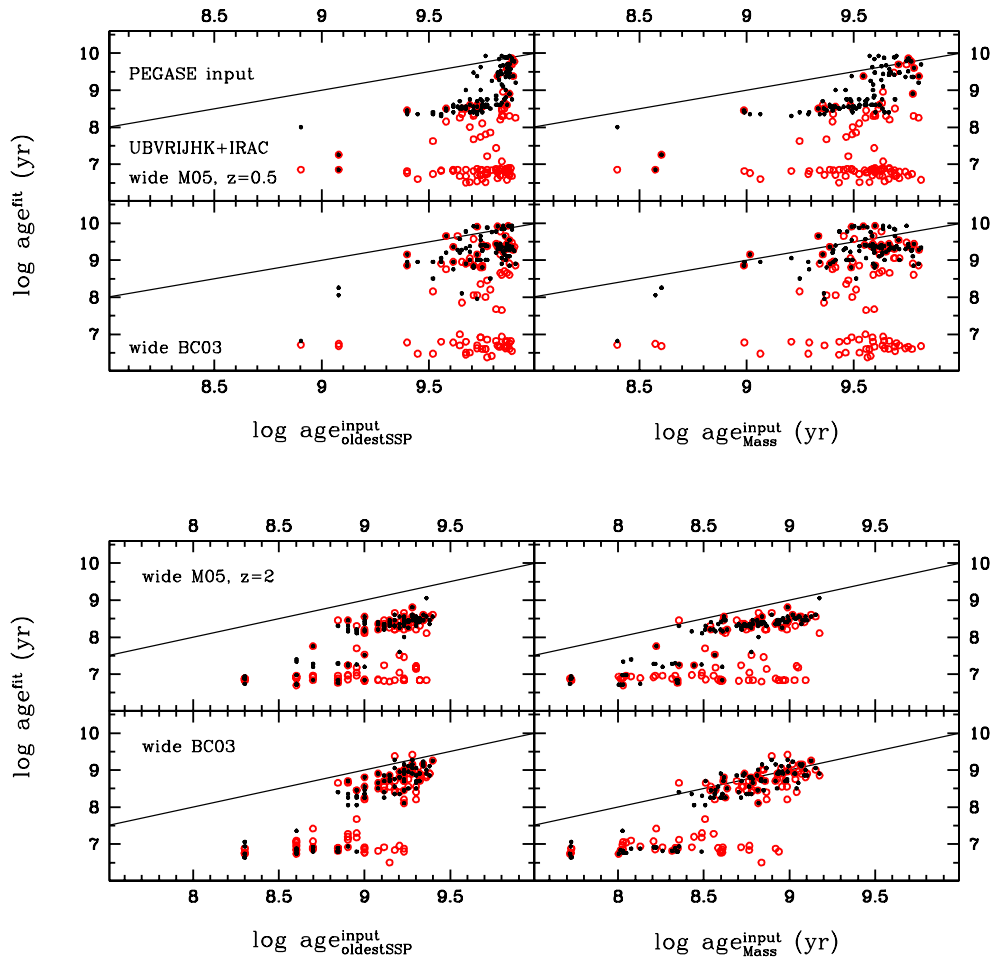 8.5 9 9.5 8.5 9 9.5
10 PEGASE input 10
9 9
8 8
UBVRIJHK+IRAC
7 wide M05, z=0.5 7
log age^fit (yr)
10 10
9 9
8 8
7 wide BC03 7
8.5 9 9.5 8.5 9 9.5
log age^input_oldestSSP log age^input_Mass (yr)
8 8.5 9 9.5 8 8.5 9 9.5
10 wide M05, z=2 10
9 9
8 8
7 7
log age^fit (yr)
10 wide BC03 10
9 9
8 8
7 7
8 8.5 9 9.5 8 8.5 9 9.5
log age^input_oldestSSP log age^input_Mass (yr)